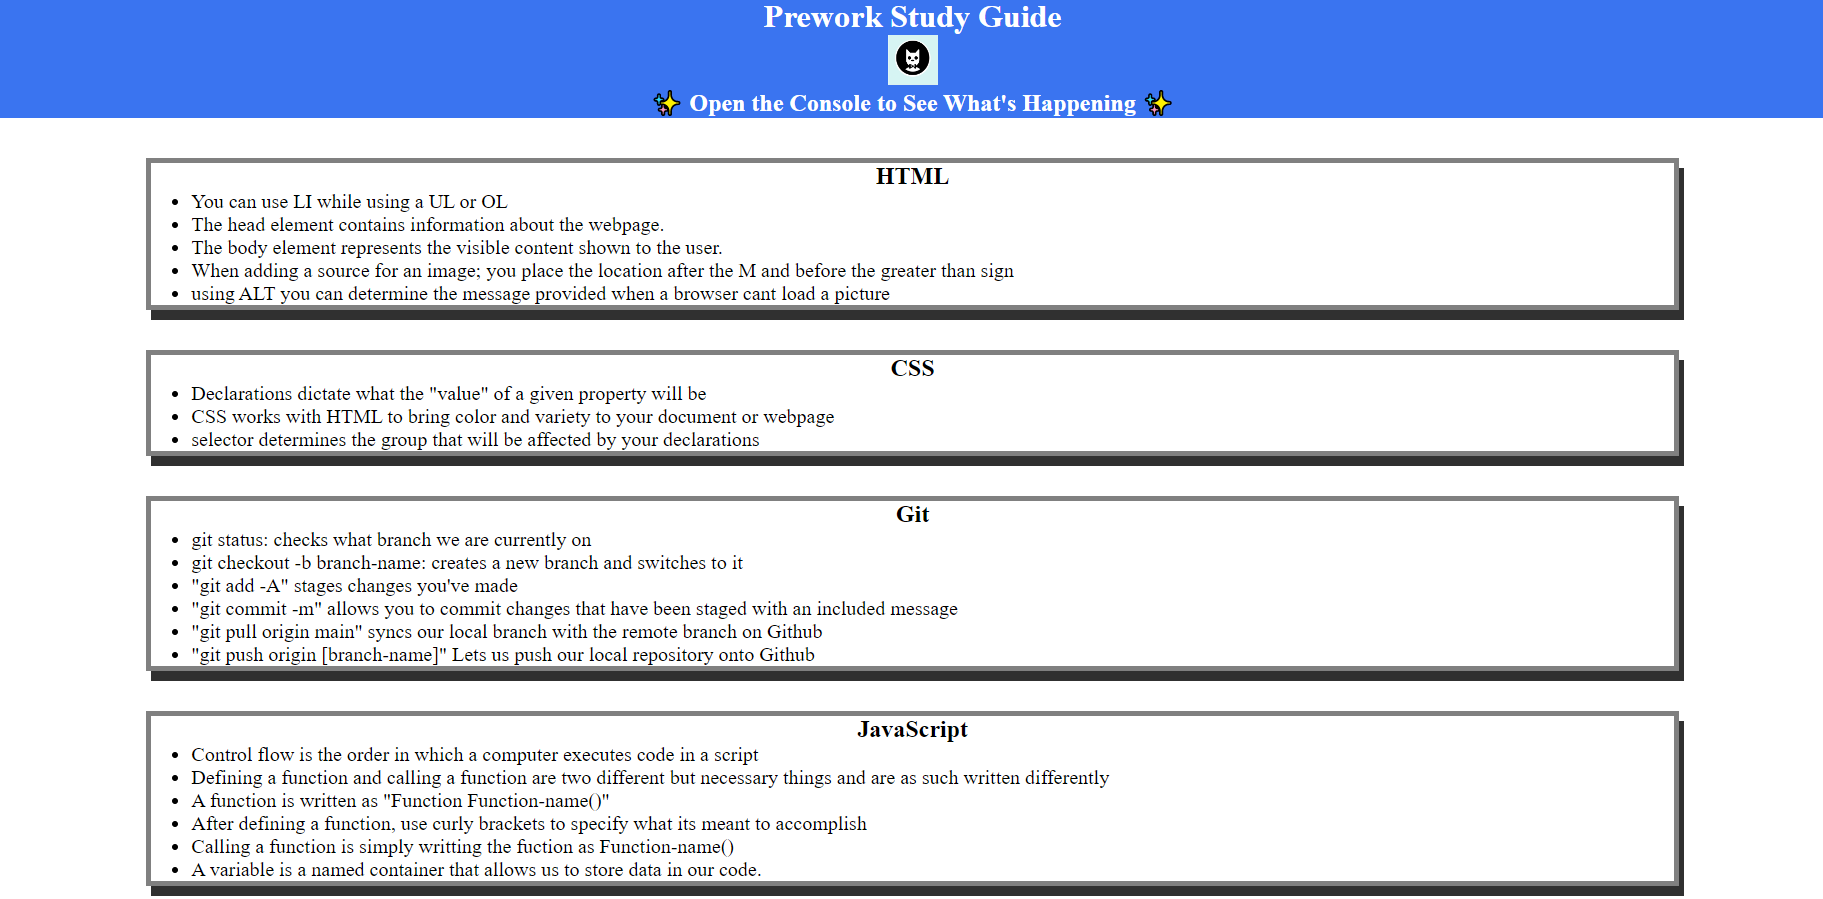 Prework Study Guide
✨ Open the Console to See What's Happening ✨
HTML
You can use LI while using a UL or OL
The head element contains information about the webpage.
The body element represents the visible content shown to the user.
When adding a source for an image; you place the location after the M and before the greater than sign
using ALT you can determine the message provided when a browser cant load a picture
CSS
Declarations dictate what the "value" of a given property will be
CSS works with HTML to bring color and variety to your document or webpage
selector determines the group that will be affected by your declarations
Git
git status: checks what branch we are currently on
git checkout -b branch-name: creates a new branch and switches to it
"git add -A" stages changes you've made
"git commit -m" allows you to commit changes that have been staged with an included message
"git pull origin main" syncs our local branch with the remote branch on Github
"git push origin [branch-name]" Lets us push our local repository onto Github
JavaScript
Control flow is the order in which a computer executes code in a script
Defining a function and calling a function are two different but necessary things and are as such written differently
A function is written as "Function Function-name()"
After defining a function, use curly brackets to specify what its meant to accomplish
Calling a function is simply writting the fuction as Function-name()
A variable is a named container that allows us to store data in our code.